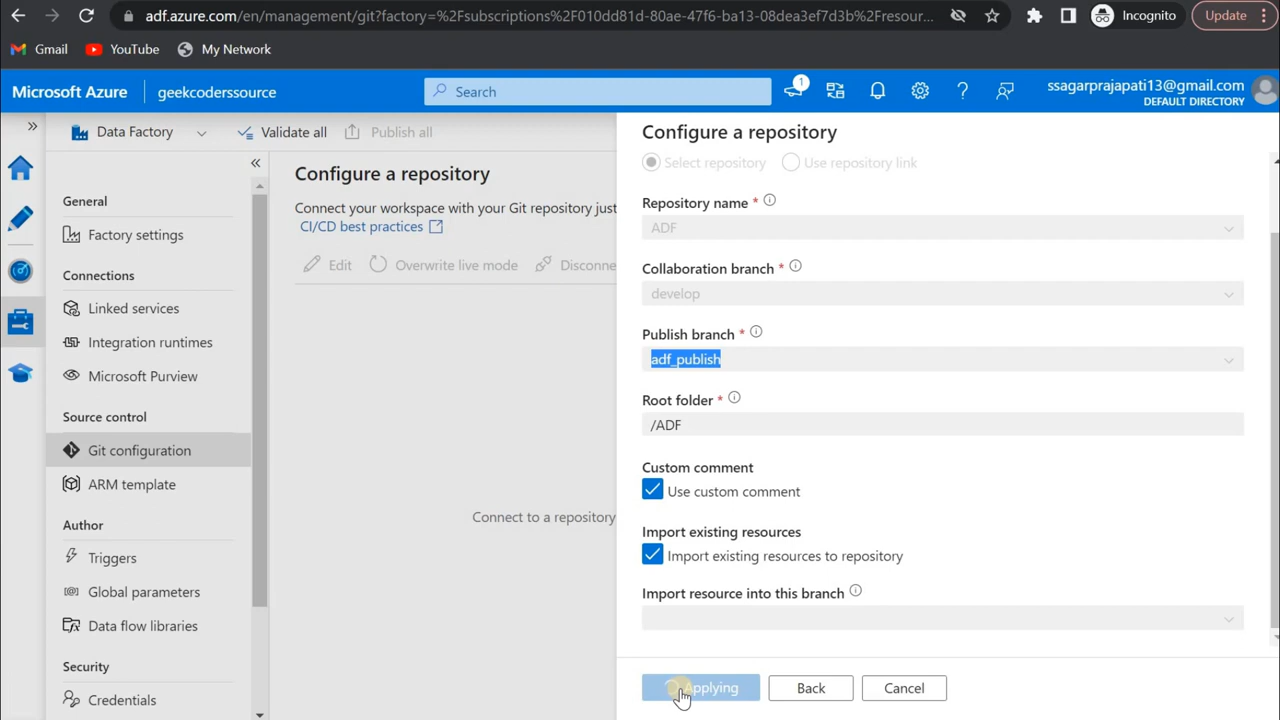 adf.azure.com/en/management/git?factory=%2Fsubscriptions%2F010dd81d-80ae-47f6-ba13-08dea3ef7d3b%2Fresour...
Incognito
Update
Gmail
YouTube
My Network
Microsoft Azure
geekcoderssource
Search
1
ssagarprajapati13@gmail.com
DEFAULT DIRECTORY
Data Factory
Validate all
Publish all
General
Factory settings
Connections
Linked services
Integration runtimes
Microsoft Purview
Source control
Git configuration
ARM template
Author
Triggers
Global parameters
Data flow libraries
Security
Credentials
Configure a repository
Connect your workspace with your Git repository just
CI/CD best practices
Edit
Overwrite live mode
Disconne
Connect to a repository
Configure a repository
Select repository
Use repository link
Repository name *
ADF
Collaboration branch *
develop
Publish branch *
adf_publish
Root folder *
/ADF
Custom comment
Use custom comment
Import existing resources
Import existing resources to repository
Import resource into this branch
Applying
Back
Cancel